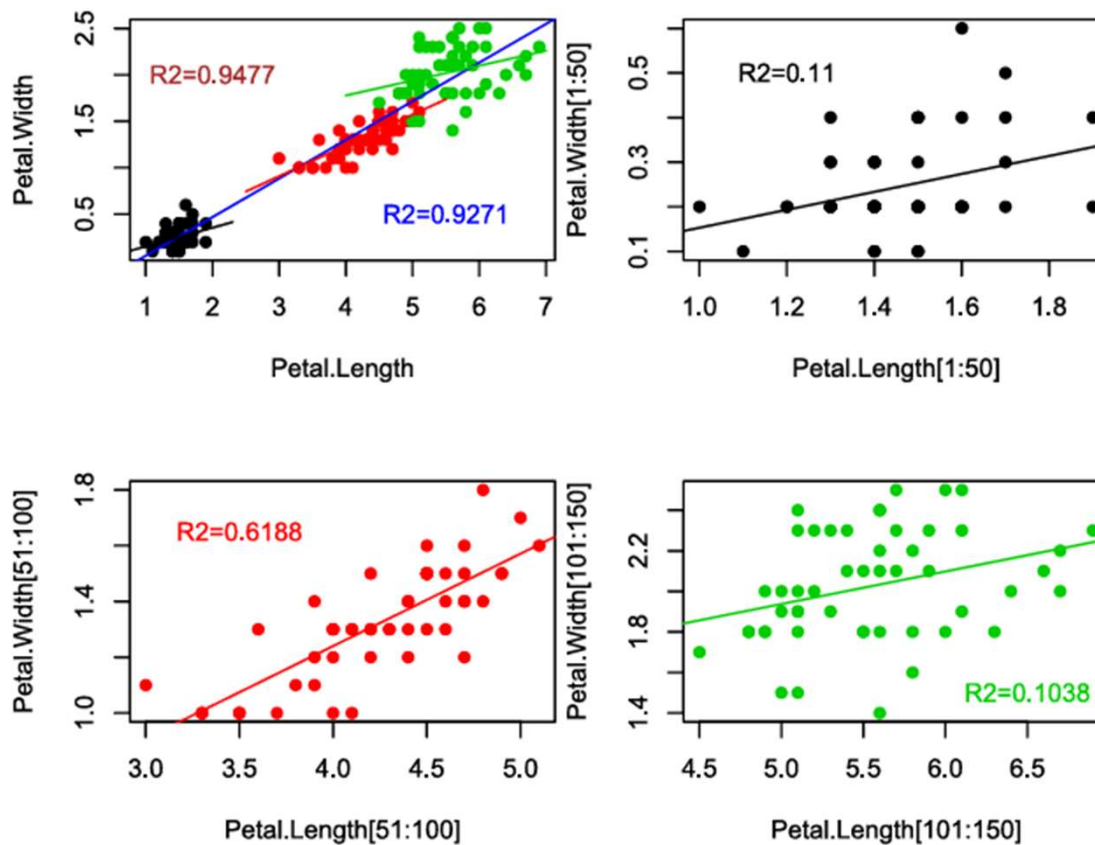 Petal.Width
2.5
1.5
0.5
R2=0.9477
R2=0.9271
1 2 3 4 5 6 7
Petal.Length
Petal.Width[1:50]
0.5
0.3
0.1
R2=0.11
1.0 1.2 1.4 1.6 1.8
Petal.Length[1:50]
Petal.Width[51:100]
1.8
1.4
1.0
R2=0.6188
3.0 3.5 4.0 4.5 5.0
Petal.Length[51:100]
Petal.Width[101:150]
2.2
1.8
1.4
R2=0.1038
4.5 5.0 5.5 6.0 6.5
Petal.Length[101:150]